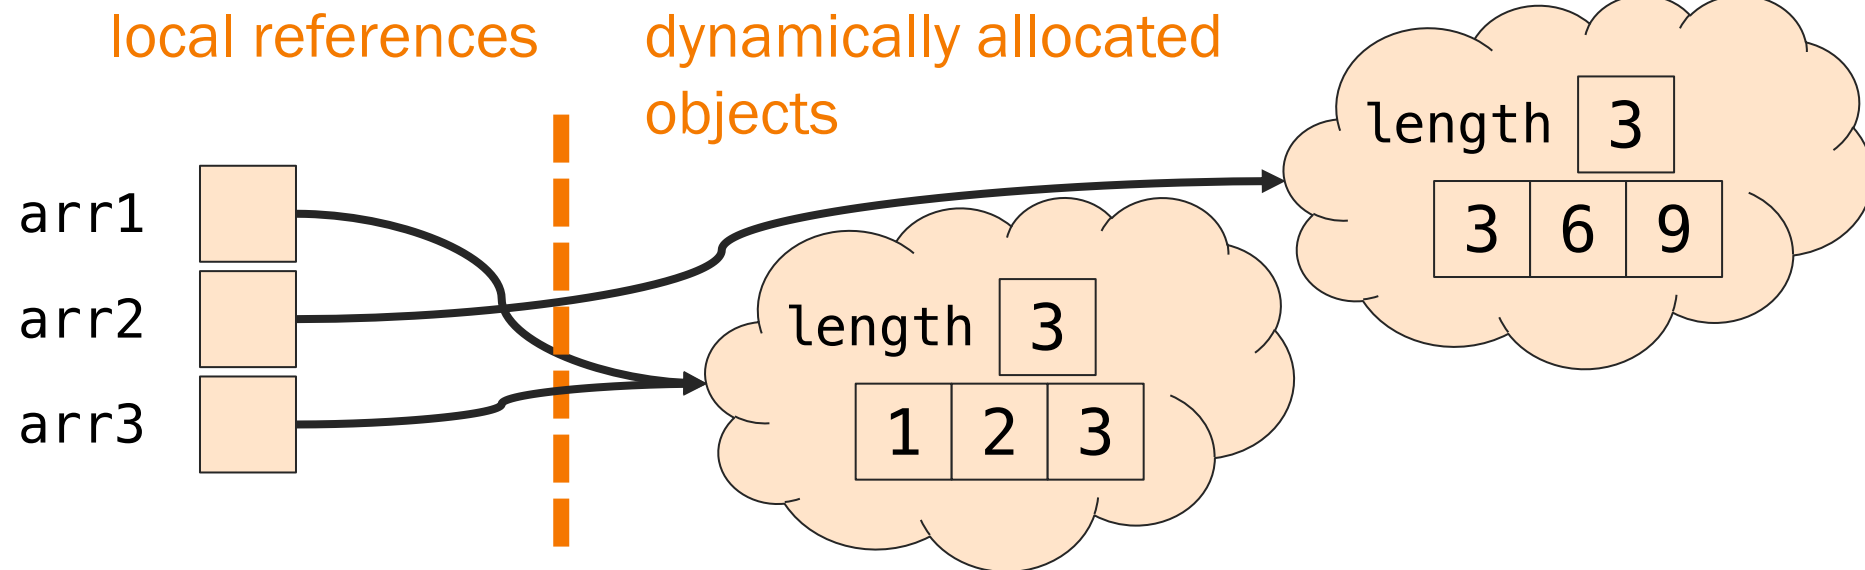 local references
dynamically allocated
objects
length 3
3 6 9
arr1
arr2
arr3
length 3
1 2 3